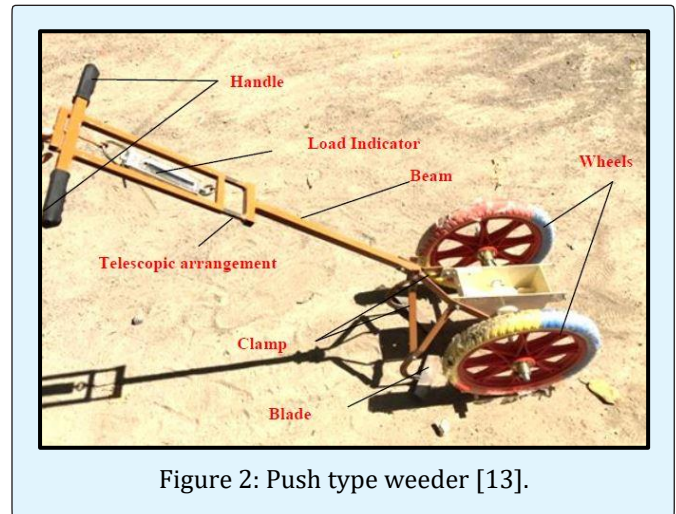 Handle
Load Indicator
Wheels
Beam
Telescopic arrangement
Clamp
Blade
Figure 2: Push type weeder [13].